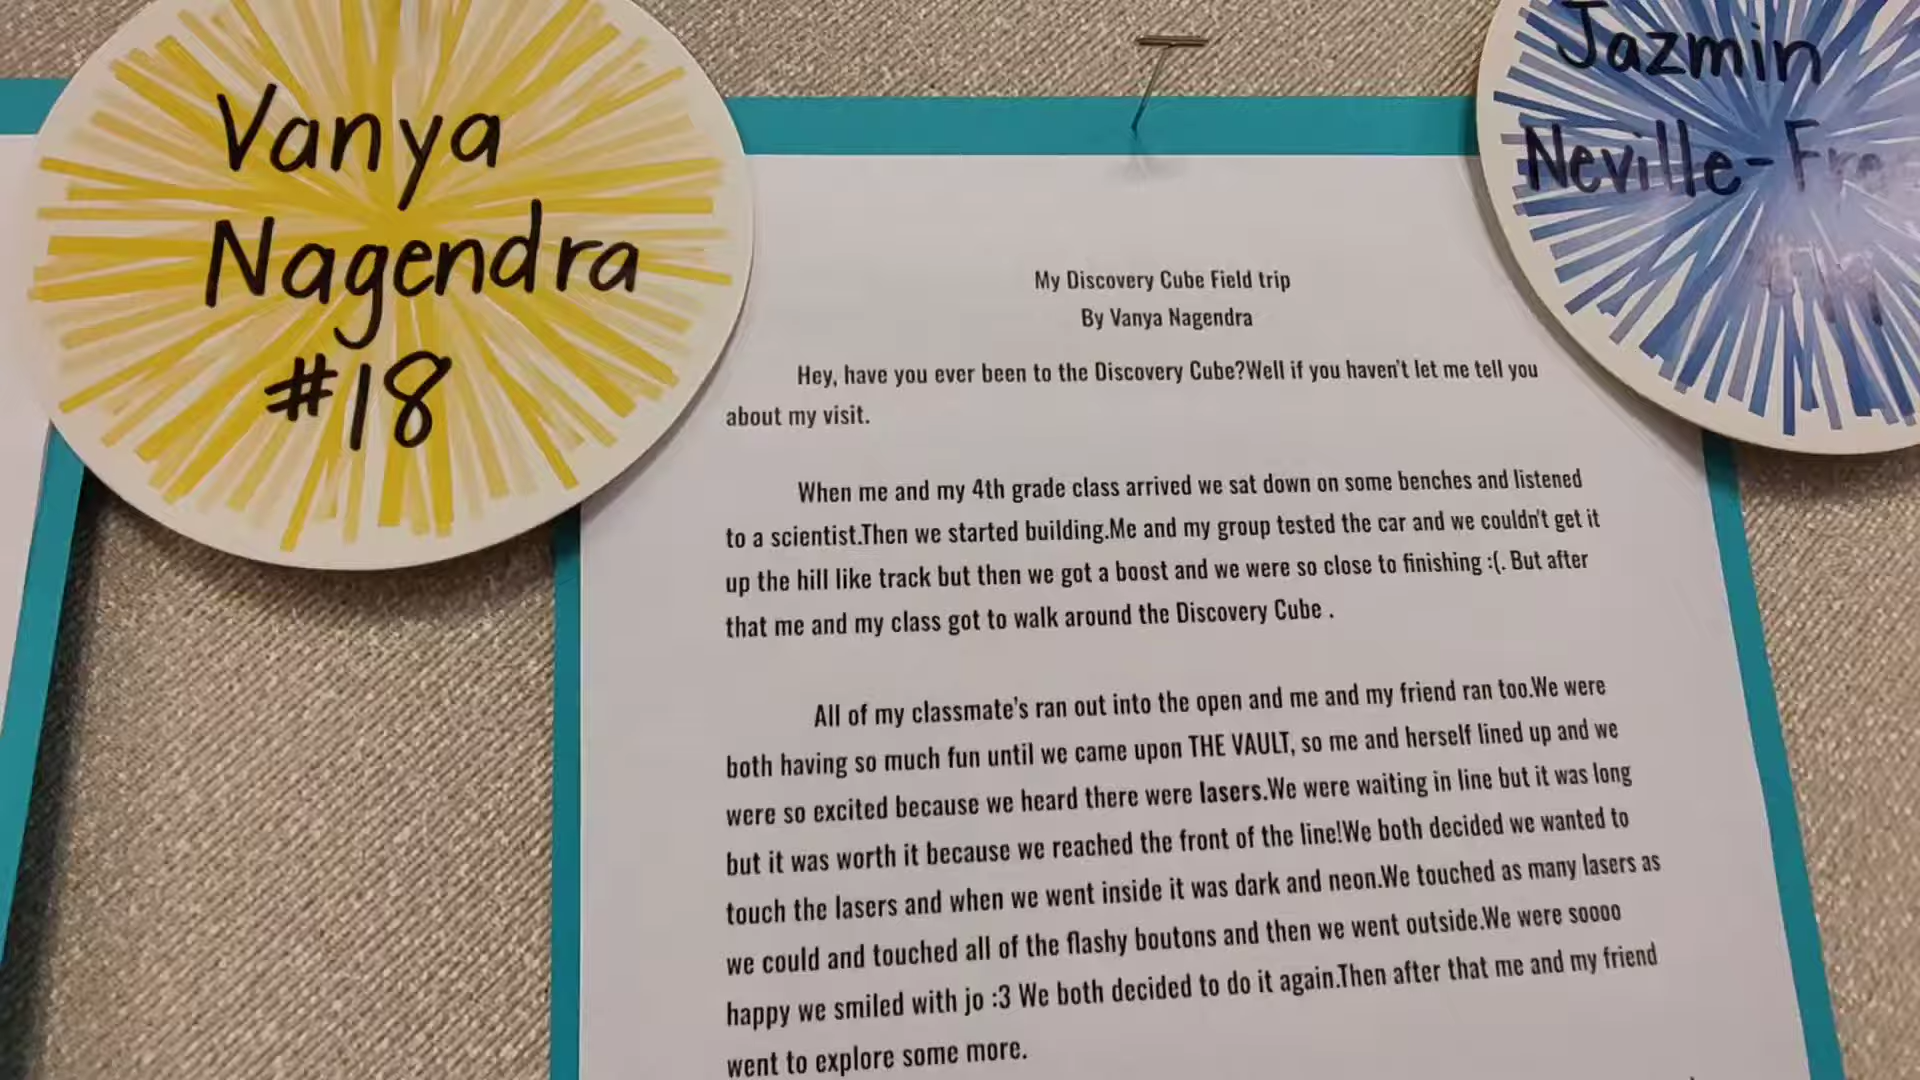 Vanya
Nagendra
#18
Jazmin
Neville-Fre
My Discovery Cube Field trip
By Vanya Nagendra
Hey, have you ever been to the Discovery Cube?Well if you haven't let me tell you
about my visit.
When me and my 4th grade class arrived we sat down on some benches and listened
to a scientist.Then we started building.Me and my group tested the car and we couldn't get it
up the hill like track but then we got a boost and we were so close to finishing :(. But after
that me and my class got to walk around the Discovery Cube .
All of my classmate's ran out into the open and me and my friend ran too.We were
both having so much fun until we came upon THE VAULT, so me and herself lined up and we
were so excited because we heard there were lasers.We were waiting in line but it was long
but it was worth it because we reached the front of the line!We both decided we wanted to
touch the lasers and when we went inside it was dark and neon.We touched as many lasers as
we could and touched all of the flashy boutons and then we went outside.We were soooo
happy we smiled with jo :3 We both decided to do it again.Then after that me and my friend
went to explore some more.